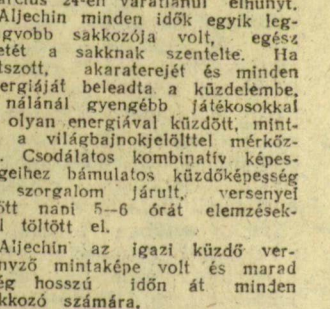 24-én váratlanul elhunyt.
Aljechin minden idők egyik leg-
gyobb sakkozója volt, egész
etét a sakknak szentelte. Ha
tszott, akaraterejét és minden
ergiáját beleadta a küzdelembe.
nálánál gyengébb játékosokkal
olyan energiával küzdött, mint-
a világbajnokjelölttel mérkőz-
. Csodálatos kombinatív képes-
geihez bámulatos küzdőképesség
szorgalom járult, versenyei
ött napi 5—6 órát elemzések-
l töltött el.
Aljechin az igazi küzdő ver-
nyző mintaképe volt és marad
ég hosszú időn át minden
kkozó számára.